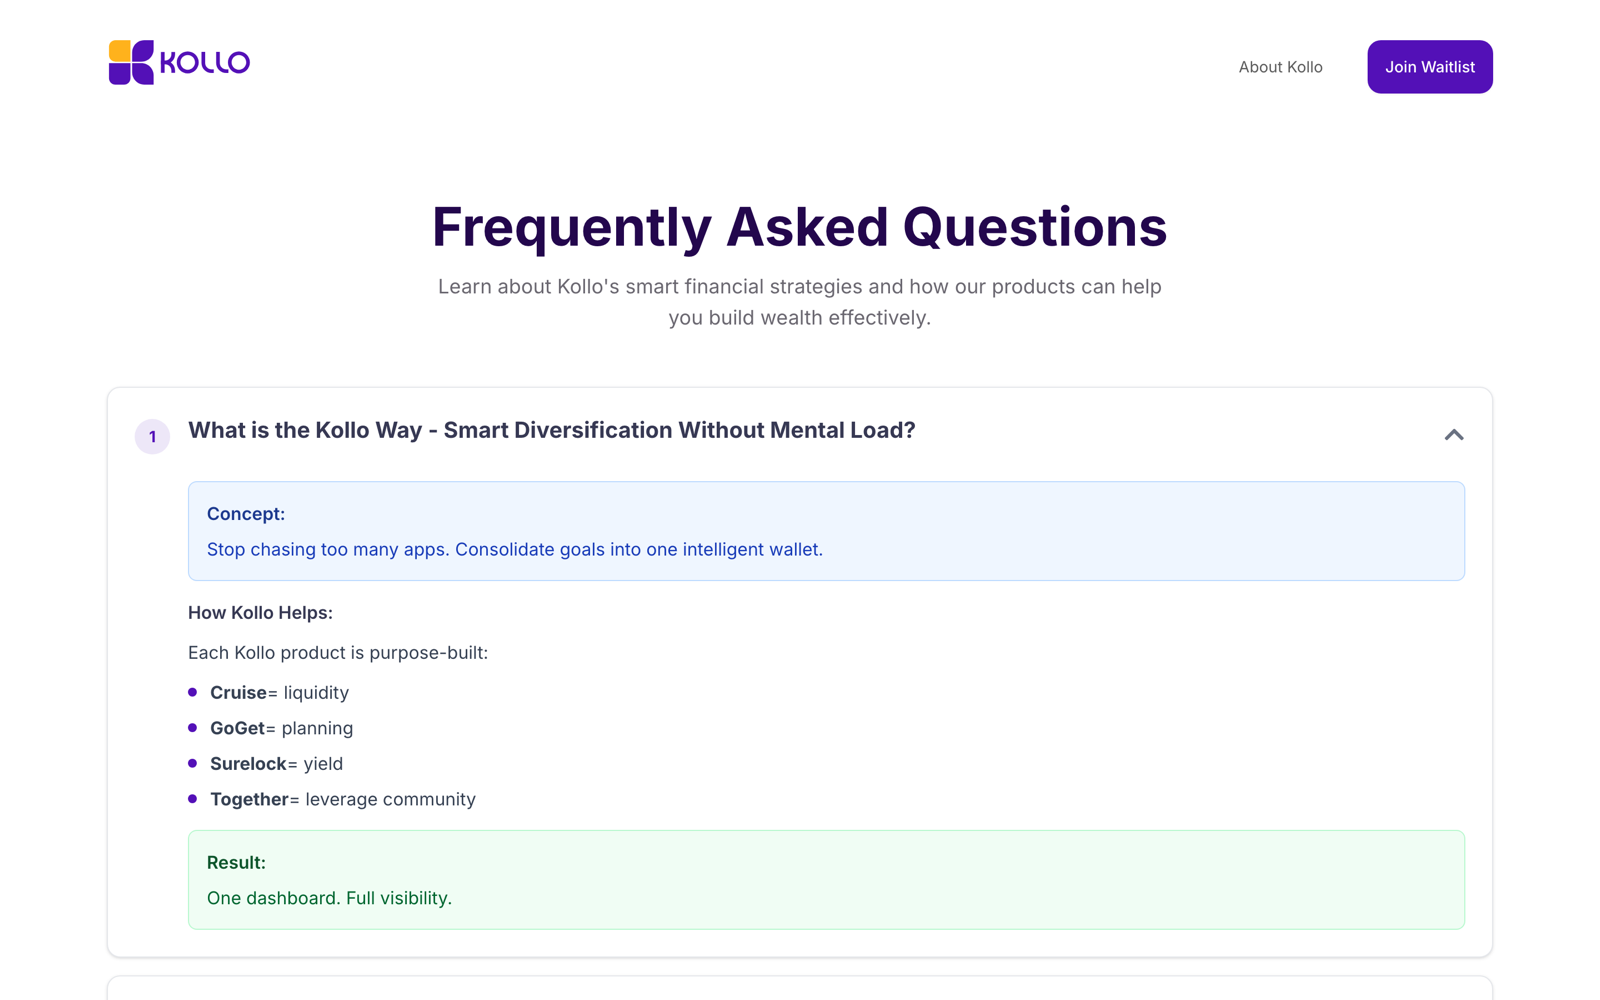 KOLLO
About Kollo
Join Waitlist
Frequently Asked Questions
Learn about Kollo's smart financial strategies and how our products can help
you build wealth effectively.
1
What is the Kollo Way - Smart Diversification Without Mental Load?
Concept:
Stop chasing too many apps. Consolidate goals into one intelligent wallet.
How Kollo Helps:
Each Kollo product is purpose-built:
Cruise= liquidity
GoGet= planning
Surelock= yield
Together= leverage community
Result:
One dashboard. Full visibility.